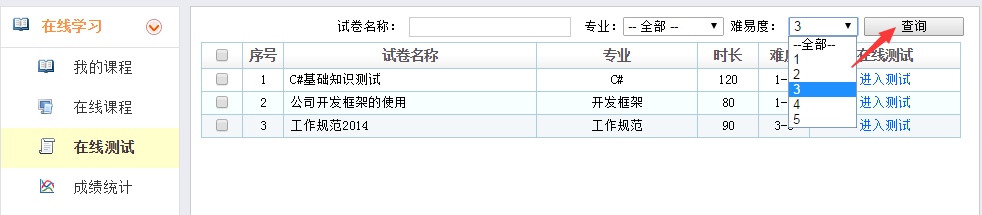 在线学习
我的课程
在线课程
在线测试
成绩统计
试卷名称： 专业： -- 全部 -- 难易度： 3 查询
--全部--
1
2
3
4
5
序号 试卷名称 专业 时长 在线测试
1 C#基础知识测试 C# 120 进入测试
2 公司开发框架的使用 开发框架 80 进入测试
3 工作规范2014 工作规范 90 进入测试